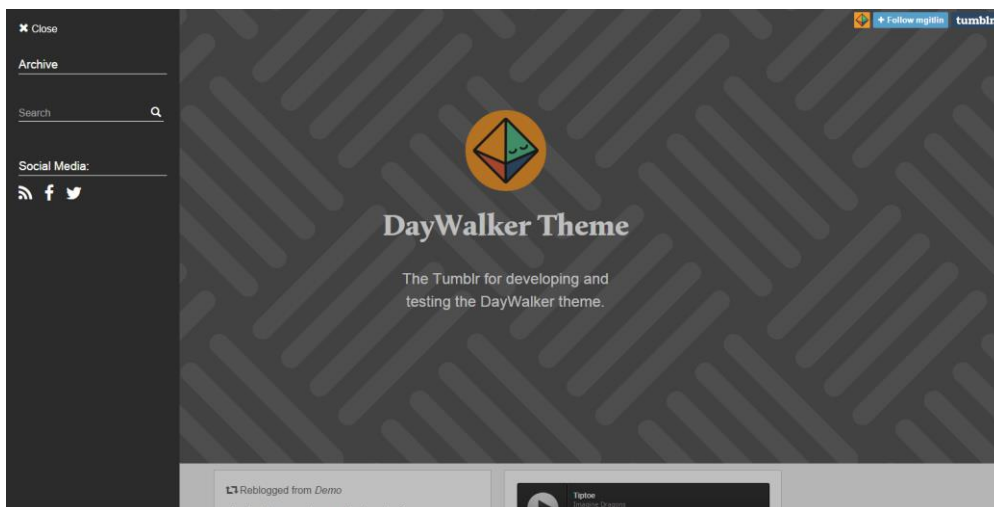 Close
Archive
Search
Social Media:
+ Follow mgitlin
tumblr
DayWalker Theme
The Tumblr for developing and
testing the DayWalker theme.
Reblogged from Demo
Tiptoe
Imagine Dragons